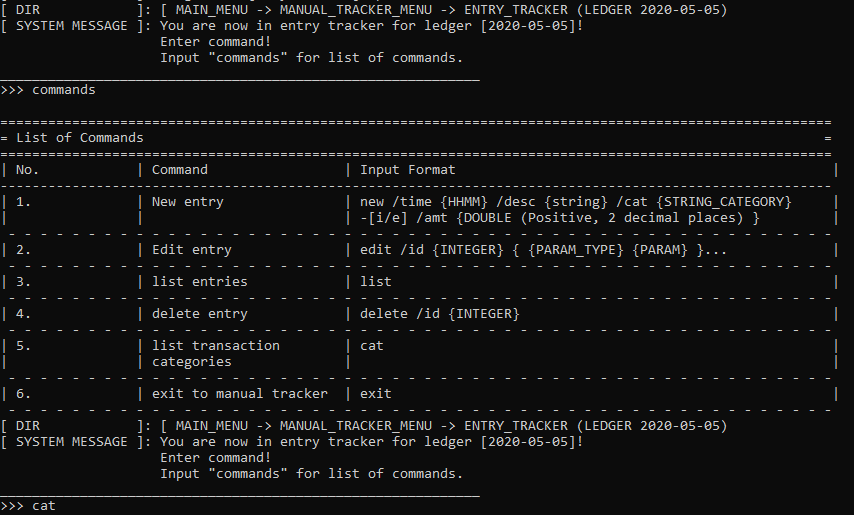 [ DIR            ]: [ MAIN_MENU -> MANUAL_TRACKER_MENU -> ENTRY_TRACKER (LEDGER 2020-05-05)
[ SYSTEM MESSAGE ]: You are now in entry tracker for ledger [2020-05-05]!
                    Enter command!
                    Input "commands" for list of commands.
____________________________________________________________
>>> commands

========================================================================================================
= List of Commands                                                                                     =
========================================================================================================
| No.            | Command                 | Input Format                                               |
--------------------------------------------------------------------------------------------------------
| 1.             | New entry               | new /time {HHMM} /desc {string} /cat {STRING_CATEGORY}     |
|                |                         | -[i/e] /amt {DOUBLE (Positive, 2 decimal places) }         |
- - - - - - - - - - - - - - - - - - - - - - - - - - - - - - - - - - - - - - - - - - - - - - - - - - - -
| 2.             | Edit entry              | edit /id {INTEGER} { {PARAM_TYPE} {PARAM} }...             |
- - - - - - - - - - - - - - - - - - - - - - - - - - - - - - - - - - - - - - - - - - - - - - - - - - - -
| 3.             | list entries            | list                                                       |
- - - - - - - - - - - - - - - - - - - - - - - - - - - - - - - - - - - - - - - - - - - - - - - - - - - -
| 4.             | delete entry            | delete /id {INTEGER}                                       |
- - - - - - - - - - - - - - - - - - - - - - - - - - - - - - - - - - - - - - - - - - - - - - - - - - - -
| 5.             | list transaction        | cat                                                        |
|                | categories              |                                                            |
- - - - - - - - - - - - - - - - - - - - - - - - - - - - - - - - - - - - - - - - - - - - - - - - - - - -
| 6.             | exit to manual tracker  | exit                                                       |
- - - - - - - - - - - - - - - - - - - - - - - - - - - - - - - - - - - - - - - - - - - - - - - - - - - -
[ DIR            ]: [ MAIN_MENU -> MANUAL_TRACKER_MENU -> ENTRY_TRACKER (LEDGER 2020-05-05)
[ SYSTEM MESSAGE ]: You are now in entry tracker for ledger [2020-05-05]!
                    Enter command!
                    Input "commands" for list of commands.
____________________________________________________________
>>> cat